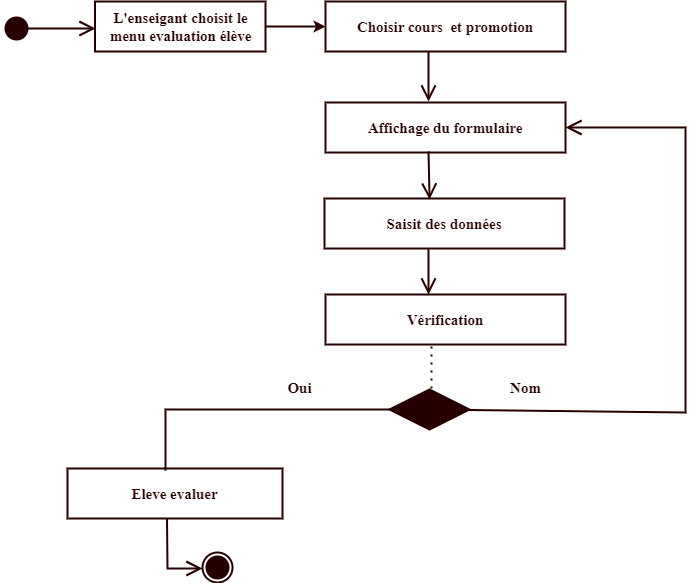 L'enseigant choisit le
menu evaluation élève
Choisir cours et promotion
Affichage du formulaire
Saisit des données
Vérification
Oui
Nom
Eleve evaluer